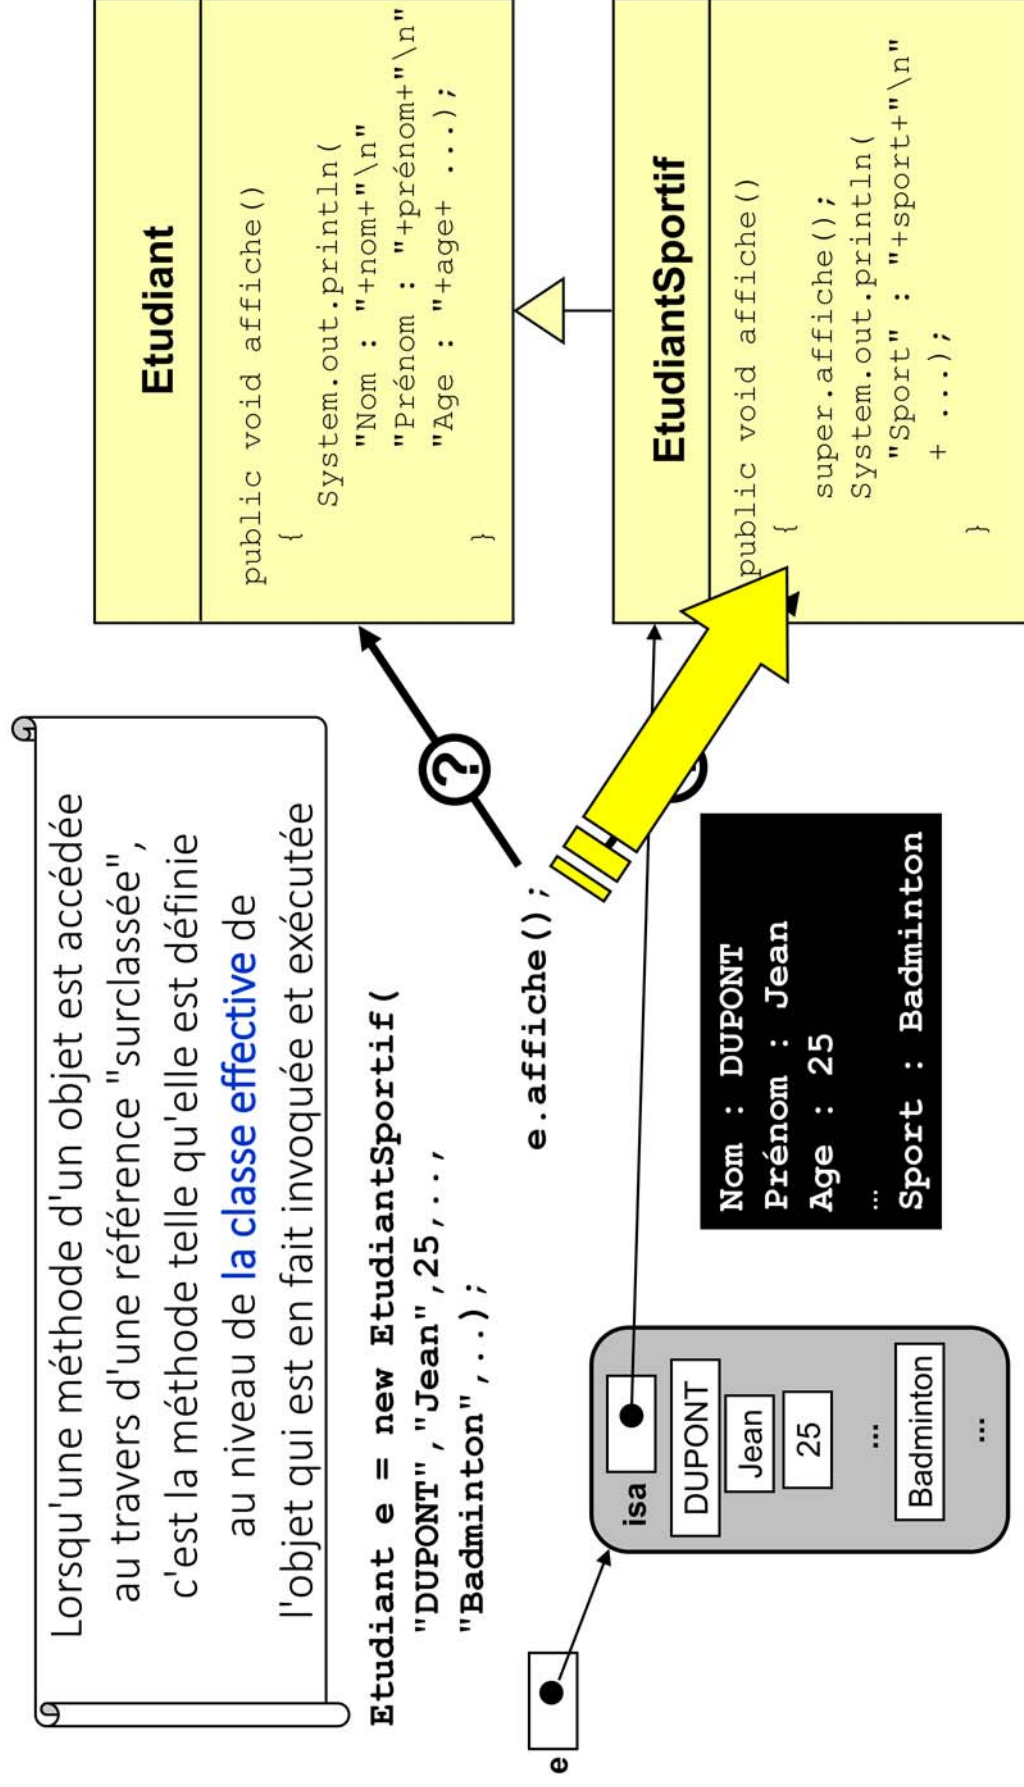 Lorsqu'une méthode d'un objet est accédée
au travers d'une référence "surclassée",
c'est la méthode telle qu'elle est définie
au niveau de la classe effective de
l'objet qui est en fait invoquée et exécutée
Etudiant e = new EtudiantSportif(
"DUPONT","Jean",25,..,
"Badminton",..);
e.affiche();
?
e
isa
DUPONT
Jean
25
...
Badminton
...
Nom : DUPONT
Prénom : Jean
Age : 25
...
Sport : Badminton
Etudiant
public void affiche()
{
System.out.println(
"Nom : "+nom+"\n"
"Prénom : "+prénom+"\n"
"Age : "+age+ ...);
}
EtudiantSportif
public void affiche()
{
super.affiche();
System.out.println(
"Sport" : "+sport+"\n"
+ ...);
}